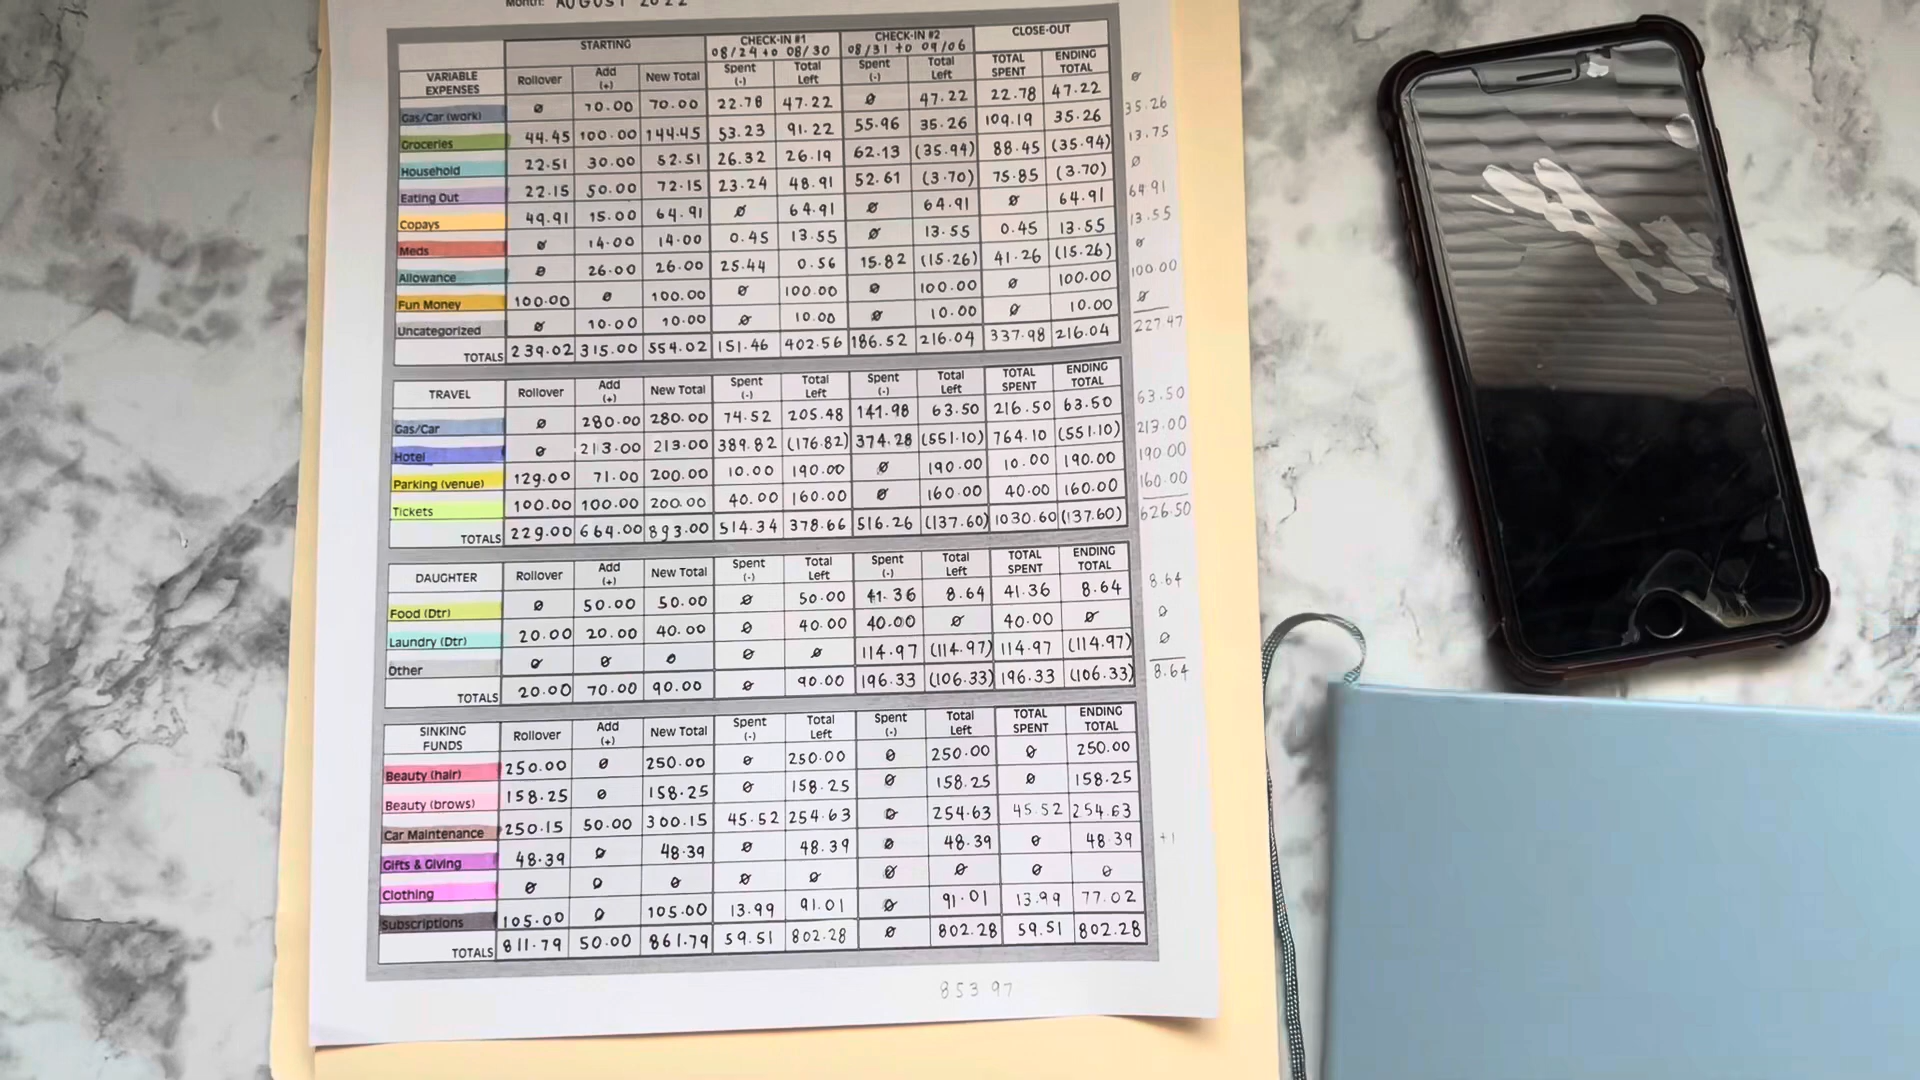 Month: AUGUST 2022
STARTING CHECK-IN #1 08/24 to 08/30 CHECK-IN #2 08/31 to 09/06 CLOSE-OUT
VARIABLE EXPENSES Rollover Add (+) New Total Spent (-) Total Left Spent (-) Total Left TOTAL SPENT ENDING TOTAL
Gas/Car (work) ø 70.00 70.00 22.78 47.22 ø 47.22 22.78 47.22 ø
Groceries 44.45 100.00 144.45 53.23 91.22 55.96 35.26 109.19 35.26 35.26
Household 22.51 30.00 52.51 26.32 26.19 62.13 (35.94) 88.45 (35.94) 13.75
Eating Out 22.15 50.00 72.15 23.24 48.91 52.61 (3.70) 75.85 (3.70) ø
Copays 49.91 15.00 64.91 ø 64.91 ø 64.91 ø 64.91 64.91
Meds ø 14.00 14.00 0.45 13.55 ø 13.55 0.45 13.55 13.55
Allowance ø 26.00 26.00 25.44 0.56 15.82 (15.26) 41.26 (15.26) ø
Fun Money 100.00 ø 100.00 ø 100.00 ø 100.00 ø 100.00 100.00
Uncategorized ø 10.00 10.00 ø 10.00 ø 10.00 ø 10.00 ø
TOTALS 239.02 315.00 554.02 151.46 402.56 186.52 216.04 337.98 216.04 227.47
TRAVEL Rollover Add (+) New Total Spent (-) Total Left Spent (-) Total Left TOTAL SPENT ENDING TOTAL
Gas/Car ø 280.00 280.00 74.52 205.48 141.98 63.50 216.50 63.50 63.50
Hotel ø 213.00 213.00 389.82 (176.82) 374.28 (551.10) 764.10 (551.10) 213.00
Parking (venue) 129.00 71.00 200.00 10.00 190.00 ø 190.00 10.00 190.00 190.00
Tickets 100.00 100.00 200.00 40.00 160.00 ø 160.00 40.00 160.00 160.00
TOTALS 229.00 664.00 893.00 514.34 378.66 516.26 (137.60) 1030.60 (137.60) 626.50
DAUGHTER Rollover Add (+) New Total Spent (-) Total Left Spent (-) Total Left TOTAL SPENT ENDING TOTAL
Food (Dtr) ø 50.00 50.00 ø 50.00 41.36 8.64 41.36 8.64 8.64
Laundry (Dtr) 20.00 20.00 40.00 ø 40.00 40.00 ø 40.00 ø ø
Other ø ø ø ø ø 114.97 (114.97) 114.97 (114.97) ø
TOTALS 20.00 70.00 90.00 ø 90.00 196.33 (106.33) 196.33 (106.33) 8.64
SINKING FUNDS Rollover Add (+) New Total Spent (-) Total Left Spent (-) Total Left TOTAL SPENT ENDING TOTAL
Beauty (hair) 250.00 ø 250.00 ø 250.00 ø 250.00 ø 250.00
Beauty (brows) 158.25 ø 158.25 ø 158.25 ø 158.25 ø 158.25
Car Maintenance 250.15 50.00 300.15 45.52 254.63 ø 254.63 45.52 254.63
Gifts & Giving 48.39 ø 48.39 ø 48.39 ø 48.39 ø 48.39 +1
Clothing ø ø ø ø ø ø ø ø ø
Subscriptions 105.00 ø 105.00 13.99 91.01 ø 91.01 13.99 77.02
TOTALS 811.79 50.00 861.79 59.51 802.28 ø 802.28 59.51 802.28
853 97